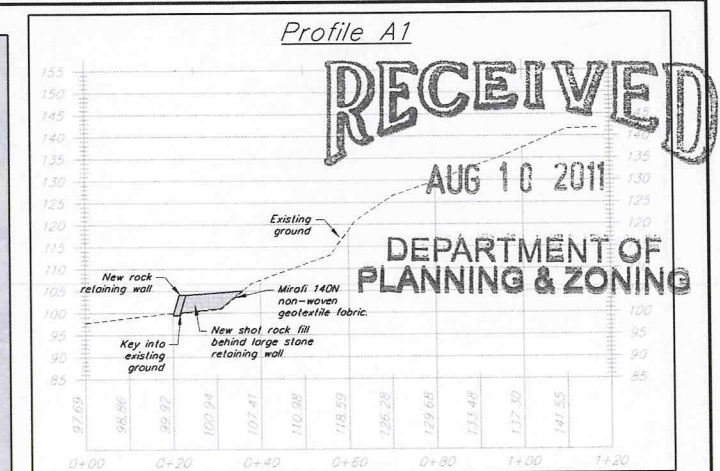 Profile A1
RECEIVED
AUG 10 2011
DEPARTMENT OF
PLANNING & ZONING
155
150
145
140
135
130
125
120
115
110
105
100
95
90
85
145
140
135
130
125
120
115
110
105
100
95
90
85
Existing
ground
New rock
retaining wall
Mirafi 140N
non-woven
geotextile fabric.
Key into
existing
ground
New shot rock fill
behind large stone
retaining wall
97.69
98.86
99.92
100.94
107.41
110.98
118.59
126.28
129.68
133.48
137.30
141.55
0+00
0+20
0+40
0+60
0+80
1+00
1+20